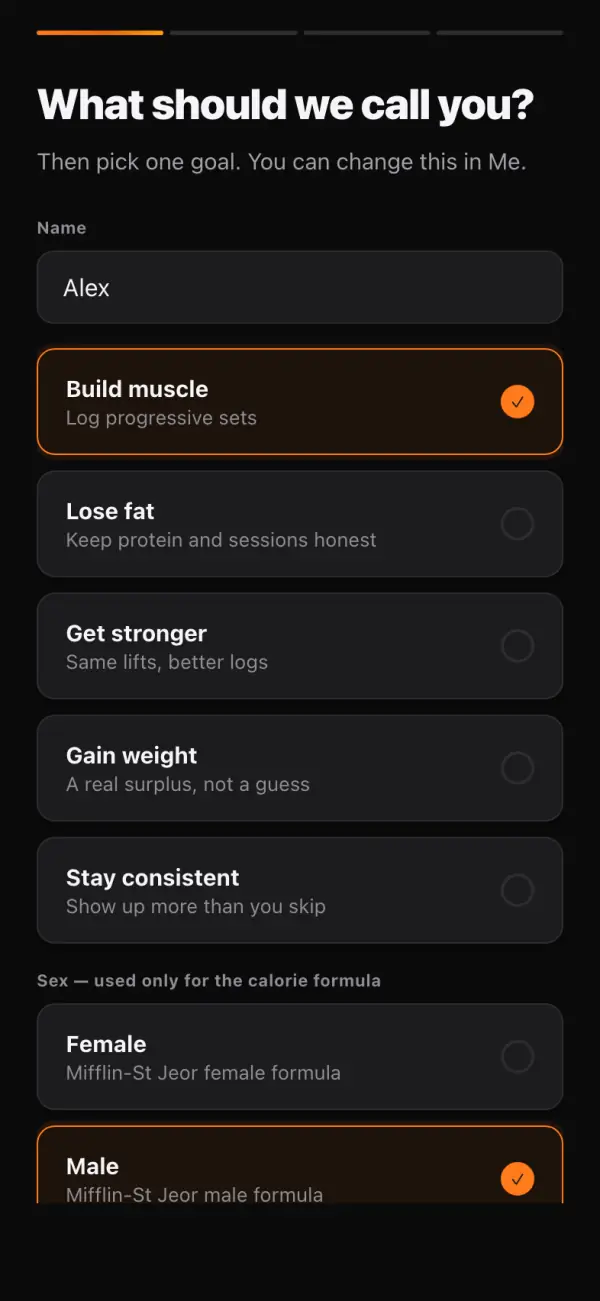 What should we call you?
Then pick one goal. You can change this in Me.
Name
Alex
Build muscle
Log progressive sets
Lose fat
Keep protein and sessions honest
Get stronger
Same lifts, better logs
Gain weight
A real surplus, not a guess
Stay consistent
Show up more than you skip
Sex — used only for the calorie formula
Female
Mifflin-St Jeor female formula
Male
Mifflin-St Jeor male formula